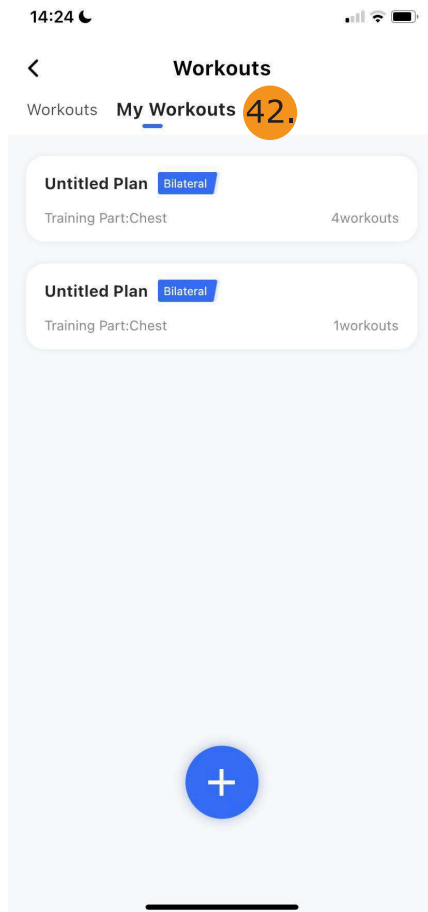 14:24
Workouts
Workouts My Workouts 42.
Untitled Plan Bilateral
Training Part:Chest 4workouts
Untitled Plan Bilateral
Training Part:Chest 1workouts